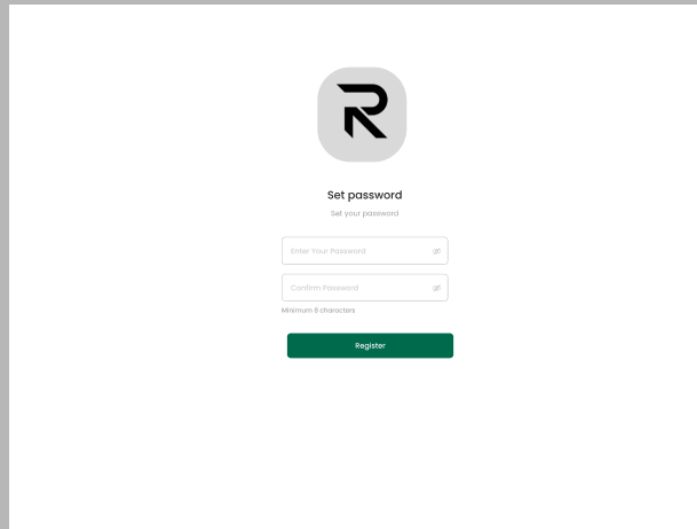 R
Set password
Set your password
Enter Your Password
Confirm Password
Minimum 8 characters
Register